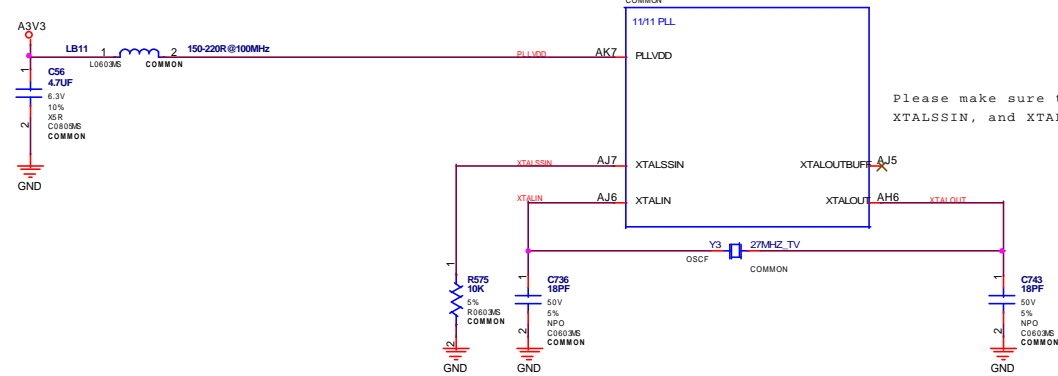 COMMON
11/11 PLL
A3V3
LB11 1 2 150-220R@100MHz
L0603MS COMMON
PLLVDD AK7 PLLVDD
1 C56
4.7UF
6.3V
10%
X5R
C0805MS
COMMON
2
GND
Please make sure
XTALSSIN, and
XTALSSIN AJ7 XTALSSIN
XTALOUTBUFF AJ5
XTALIN AJ6 XTALIN
XTALOUT AH6 XTALOUT
Y3 27MHZ_TV
OSCF COMMON
1 R575
10K
5%
R0603MS
COMMON
2
GND
1 C736
18PF
50V
5%
NPO
C0603MS
COMMON
2
GND
1 C743
18PF
50V
5%
NPO
C0603MS
COMMON
2
GND